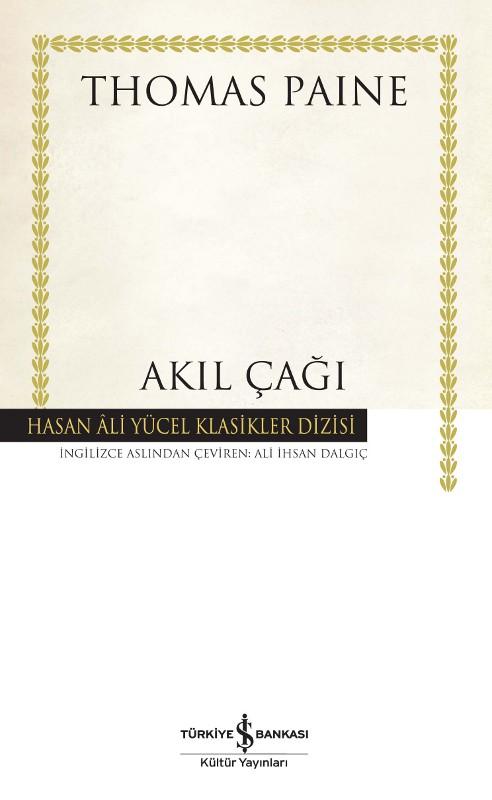 THOMAS PAINE
AKIL ÇAĞI
HASAN ÂLİ YÜCEL KLASİKLER DİZİSİ
İNGİLİZCE ASLINDAN ÇEVİREN: ALİ İHSAN DALGIÇ
TÜRKİYE İŞ BANKASI
Kültür Yayınları